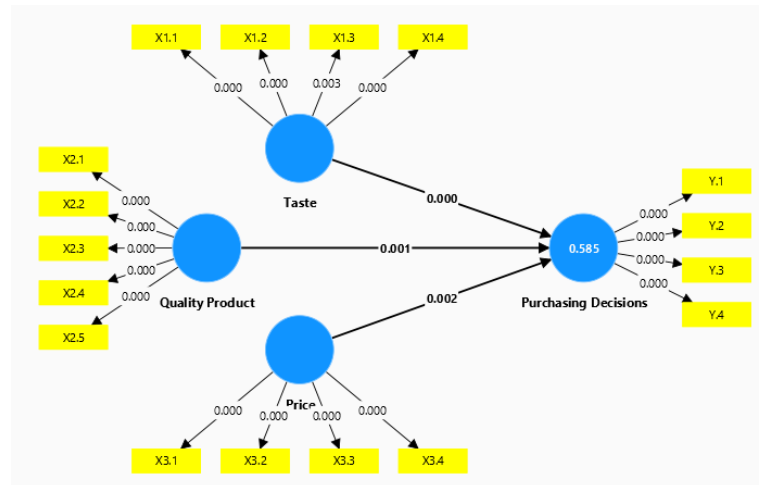 X1.1 X1.2 X1.3 X1.4
0.000 0.000 0.003 0.000
Taste
X2.1
X2.2
X2.3
X2.4
X2.5
0.000
0.000
0.000
0.000
0.000
Quality Product
0.000
0.001
0.002
0.585
Purchasing Decisions
Y.1
Y.2
Y.3
Y.4
0.000
0.000
0.000
0.000
Price
0.000 0.000 0.000 0.000
X3.1 X3.2 X3.3 X3.4